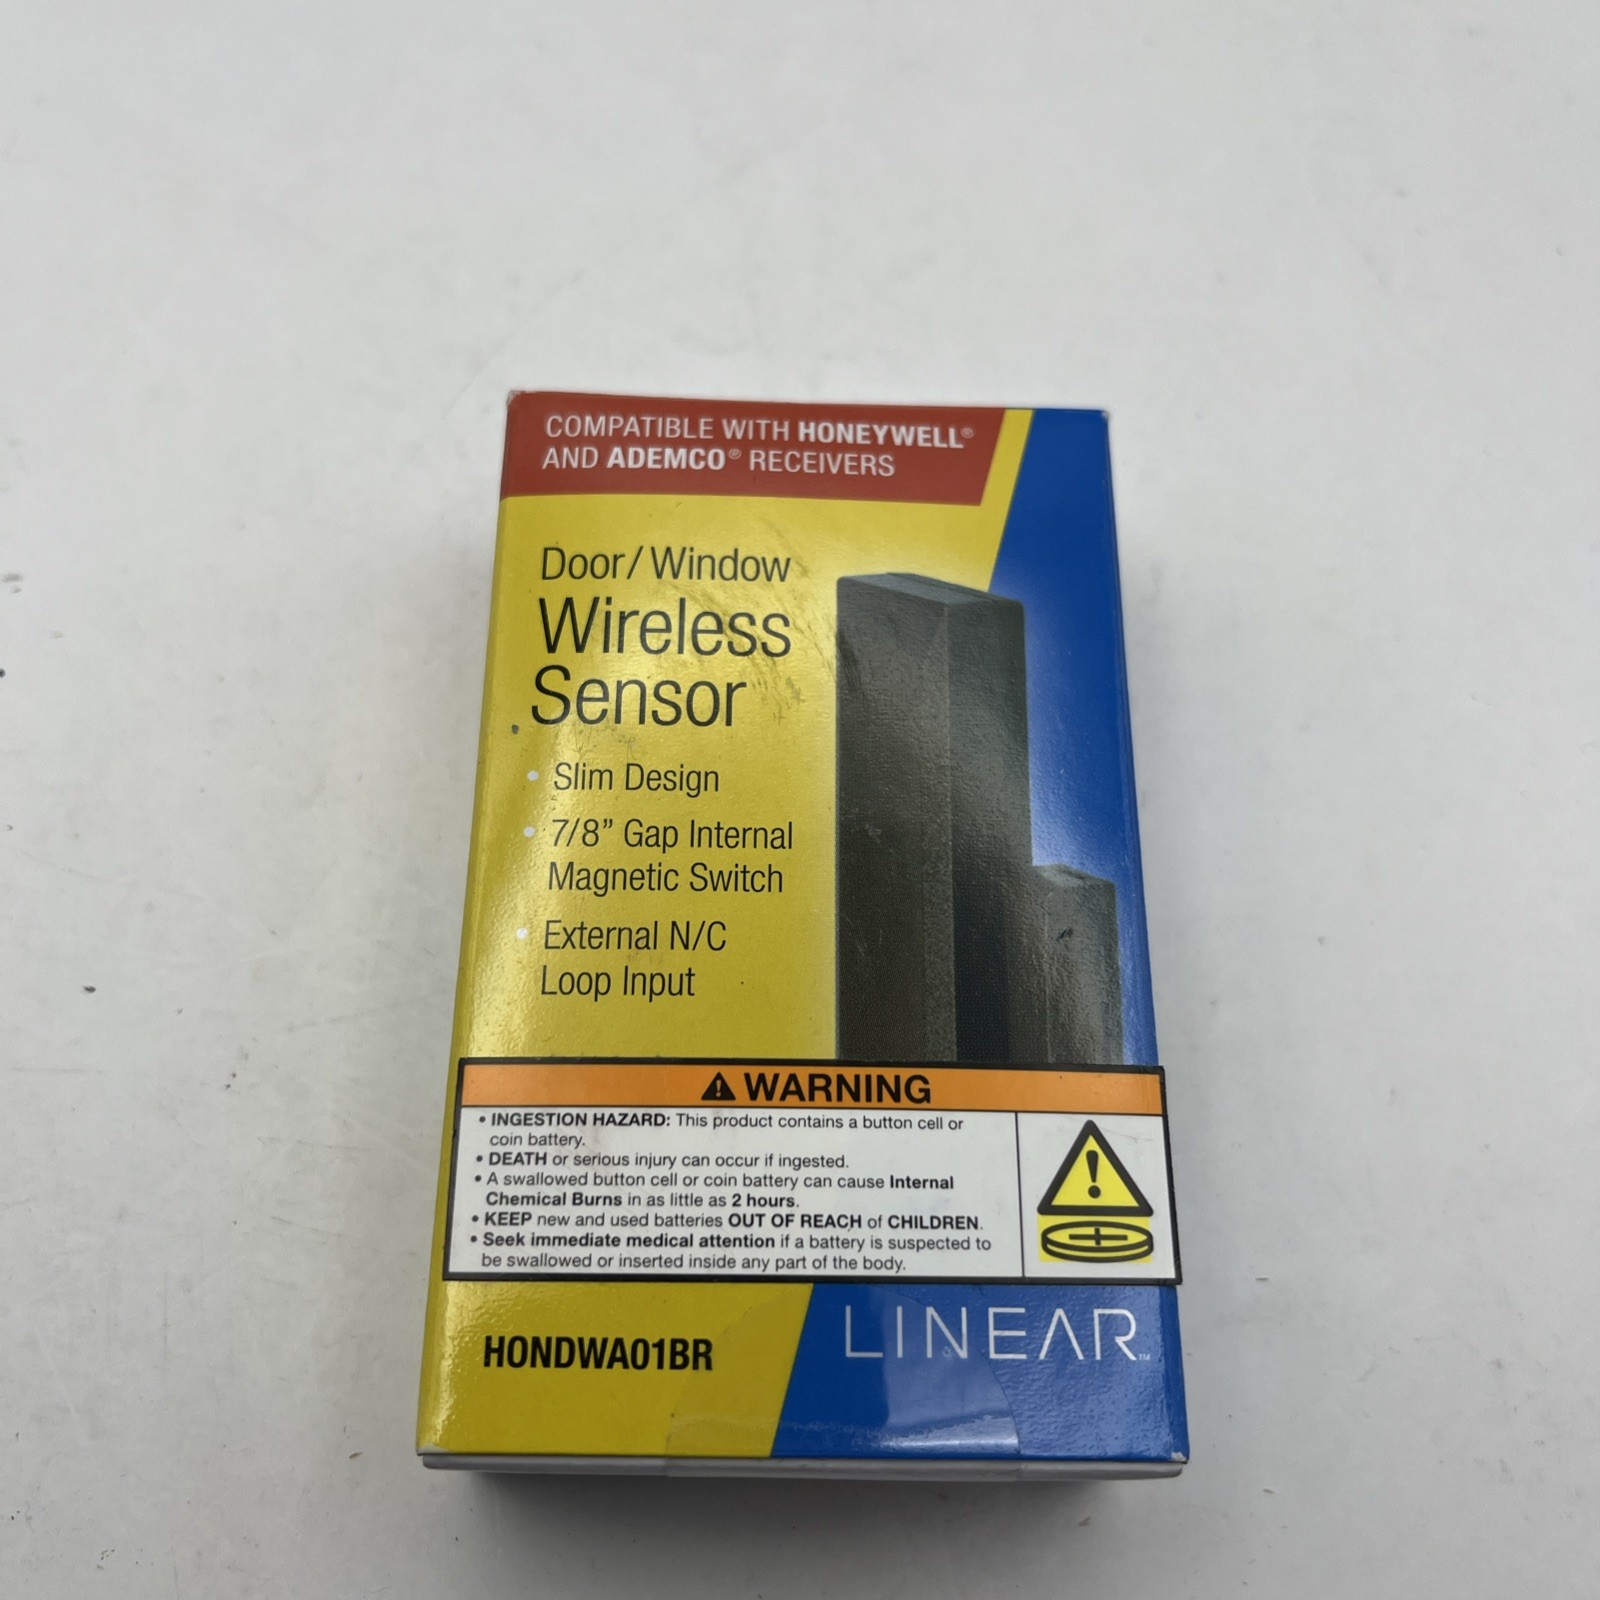 COMPATIBLE WITH HONEYWELL®
AND ADEMCO® RECEIVERS
Door/Window
Wireless
Sensor
• Slim Design
• 7/8” Gap Internal
Magnetic Switch
• External N/C
Loop Input
WARNING
• INGESTION HAZARD: This product contains a button cell or
coin battery.
• DEATH or serious injury can occur if ingested.
• A swallowed button cell or coin battery can cause Internal
Chemical Burns in as little as 2 hours.
• KEEP new and used batteries OUT OF REACH of CHILDREN.
• Seek immediate medical attention if a battery is suspected to
be swallowed or inserted inside any part of the body.
HONDWA01BR
LINEAR™